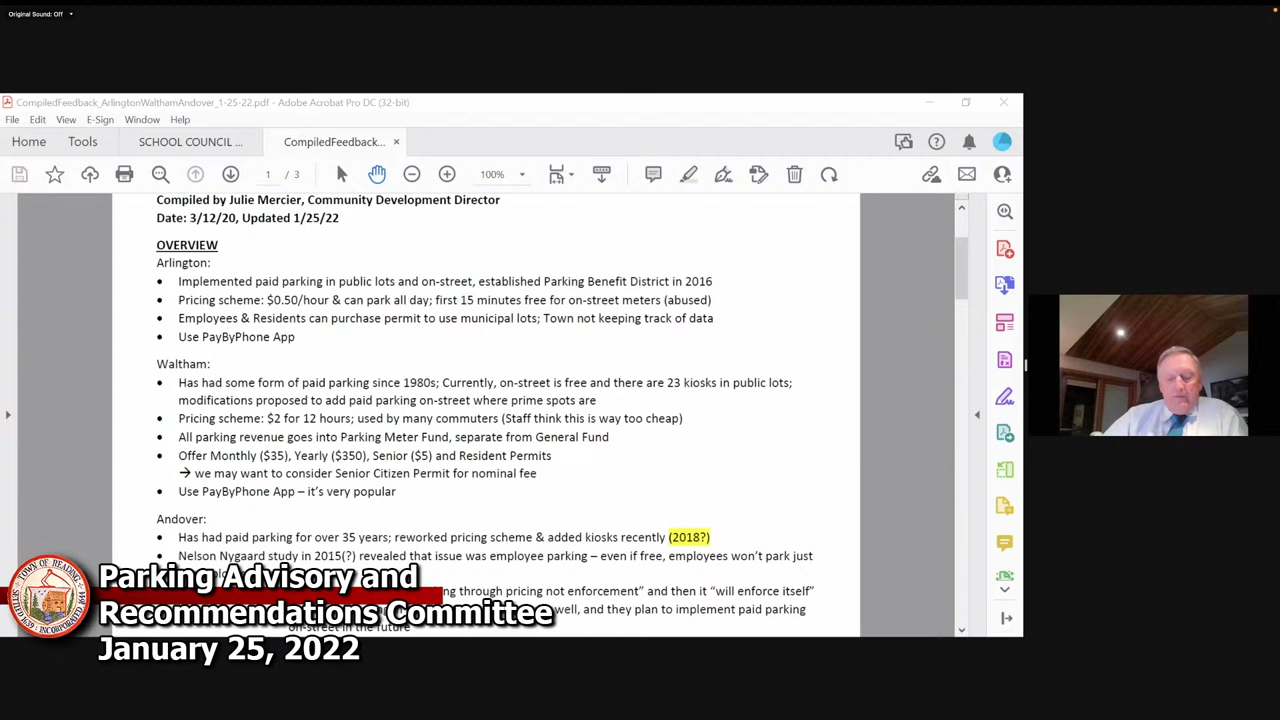 Original Sound: Off
CompiledFeedback_ArlingtonWalthamAndover_1-25-22.pdf - Adobe Acrobat Pro DC (32-bit)
File Edit View E-Sign Window Help
Home Tools SCHOOL COUNCIL ... CompiledFeedback...
1 / 3 100%
Compiled by Julie Mercier, Community Development Director
Date: 3/12/20, Updated 1/25/22
OVERVIEW
Arlington:
• Implemented paid parking in public lots and on-street, established Parking Benefit District in 2016
• Pricing scheme: $0.50/hour & can park all day; first 15 minutes free for on-street meters (abused)
• Employees & Residents can purchase permit to use municipal lots; Town not keeping track of data
• Use PayByPhone App
Waltham:
• Has had some form of paid parking since 1980s; Currently, on-street is free and there are 23 kiosks in public lots;
modifications proposed to add paid parking on-street where prime spots are
• Pricing scheme: $2 for 12 hours; used by many commuters (Staff think this is way too cheap)
• All parking revenue goes into Parking Meter Fund, separate from General Fund
• Offer Monthly ($35), Yearly ($350), Senior ($5) and Resident Permits
→ we may want to consider Senior Citizen Permit for nominal fee
• Use PayByPhone App – it's very popular
Andover:
• Has had paid parking for over 35 years; reworked pricing scheme & added kiosks recently (2018?)
• Nelson Nygaard study in 2015(?) revealed that issue was employee parking – even if free, employees won't park just
through pricing not enforcement” and then it “will enforce itself”
well, and they plan to implement paid parking
on-street in the future
TOWN OF READING
Parking Advisory and
Recommendations Committee
January 25, 2022